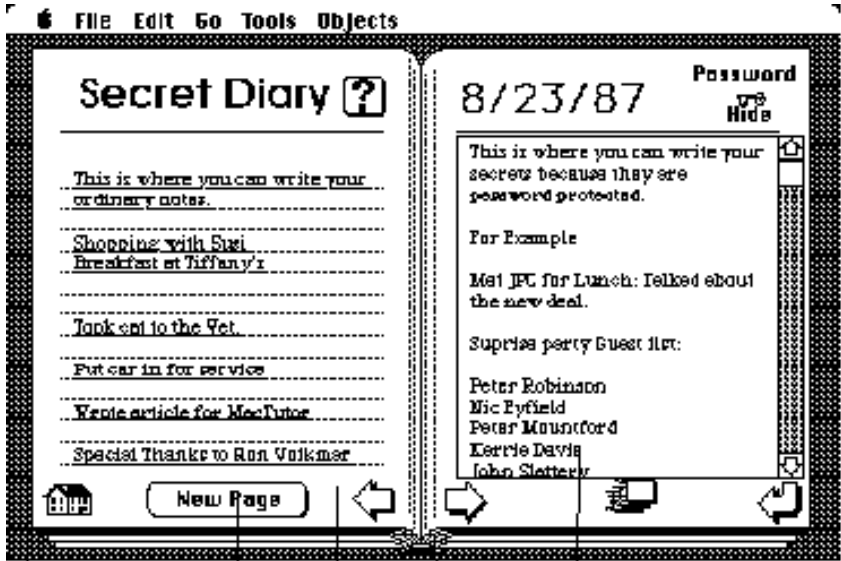 File Edit Go Tools Objects
Secret Diary ?
This is where you can write your
ordinary notes.
Shopping with Suzi
Breakfast at Tiffany's
Took cat to the Vet.
Put car in for service
Wrote article for MacTutor
Special Thanks to Ron Volkmer
New Page
8/23/87
Password
Hide
This is where you can write your
secrets because they are
password protected.
For Example
Met JPC for Lunch: Talked about
the new deal.
Suprise party Guest list:
Peter Robinson
Nic Pyfield
Peter Mountford
Kerrie Davis
John Slattery